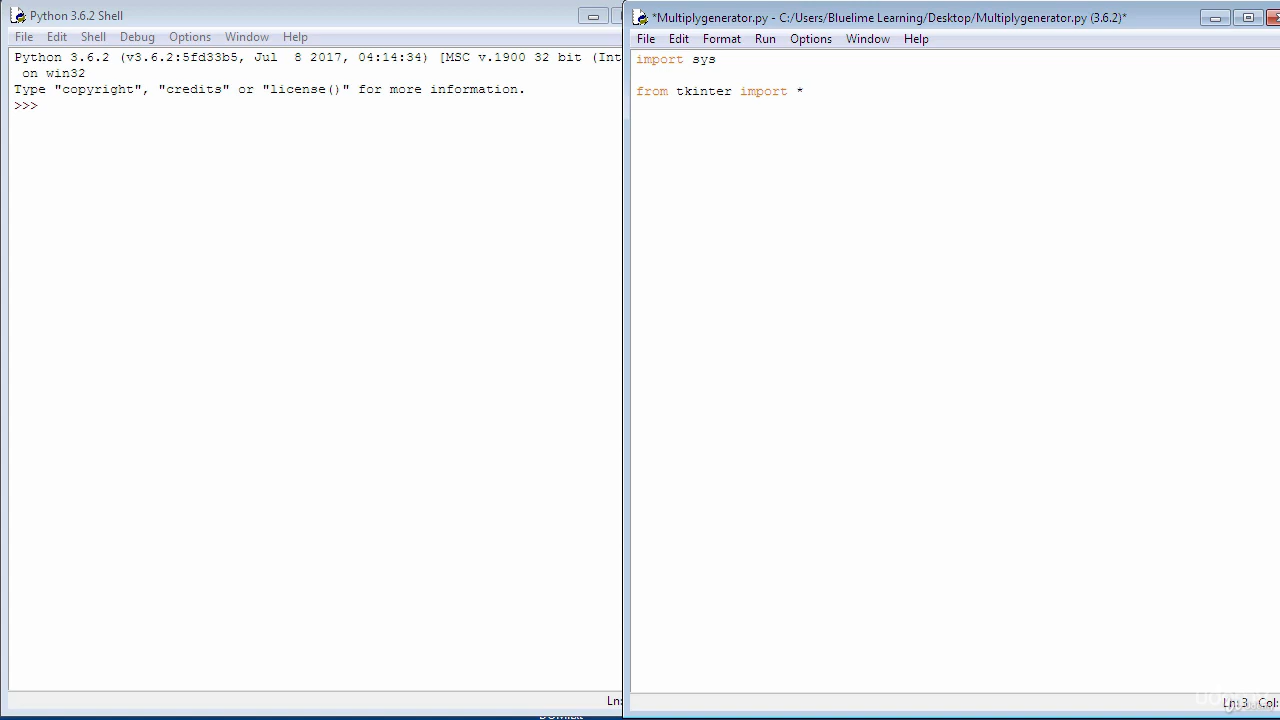 Python 3.6.2 Shell
File Edit Shell Debug Options Window Help
Python 3.6.2 (v3.6.2:5fd33b5, Jul  8 2017, 04:14:34) [MSC v.1900 32 bit (Int
on win32
Type "copyright", "credits" or "license()" for more information.
>>>
Ln:
*Multiplygenerator.py - C:/Users/Bluelime Learning/Desktop/Multiplygenerator.py (3.6.2)*
File Edit Format Run Options Window Help
import sys
from tkinter import *
Ln: 3 Col: